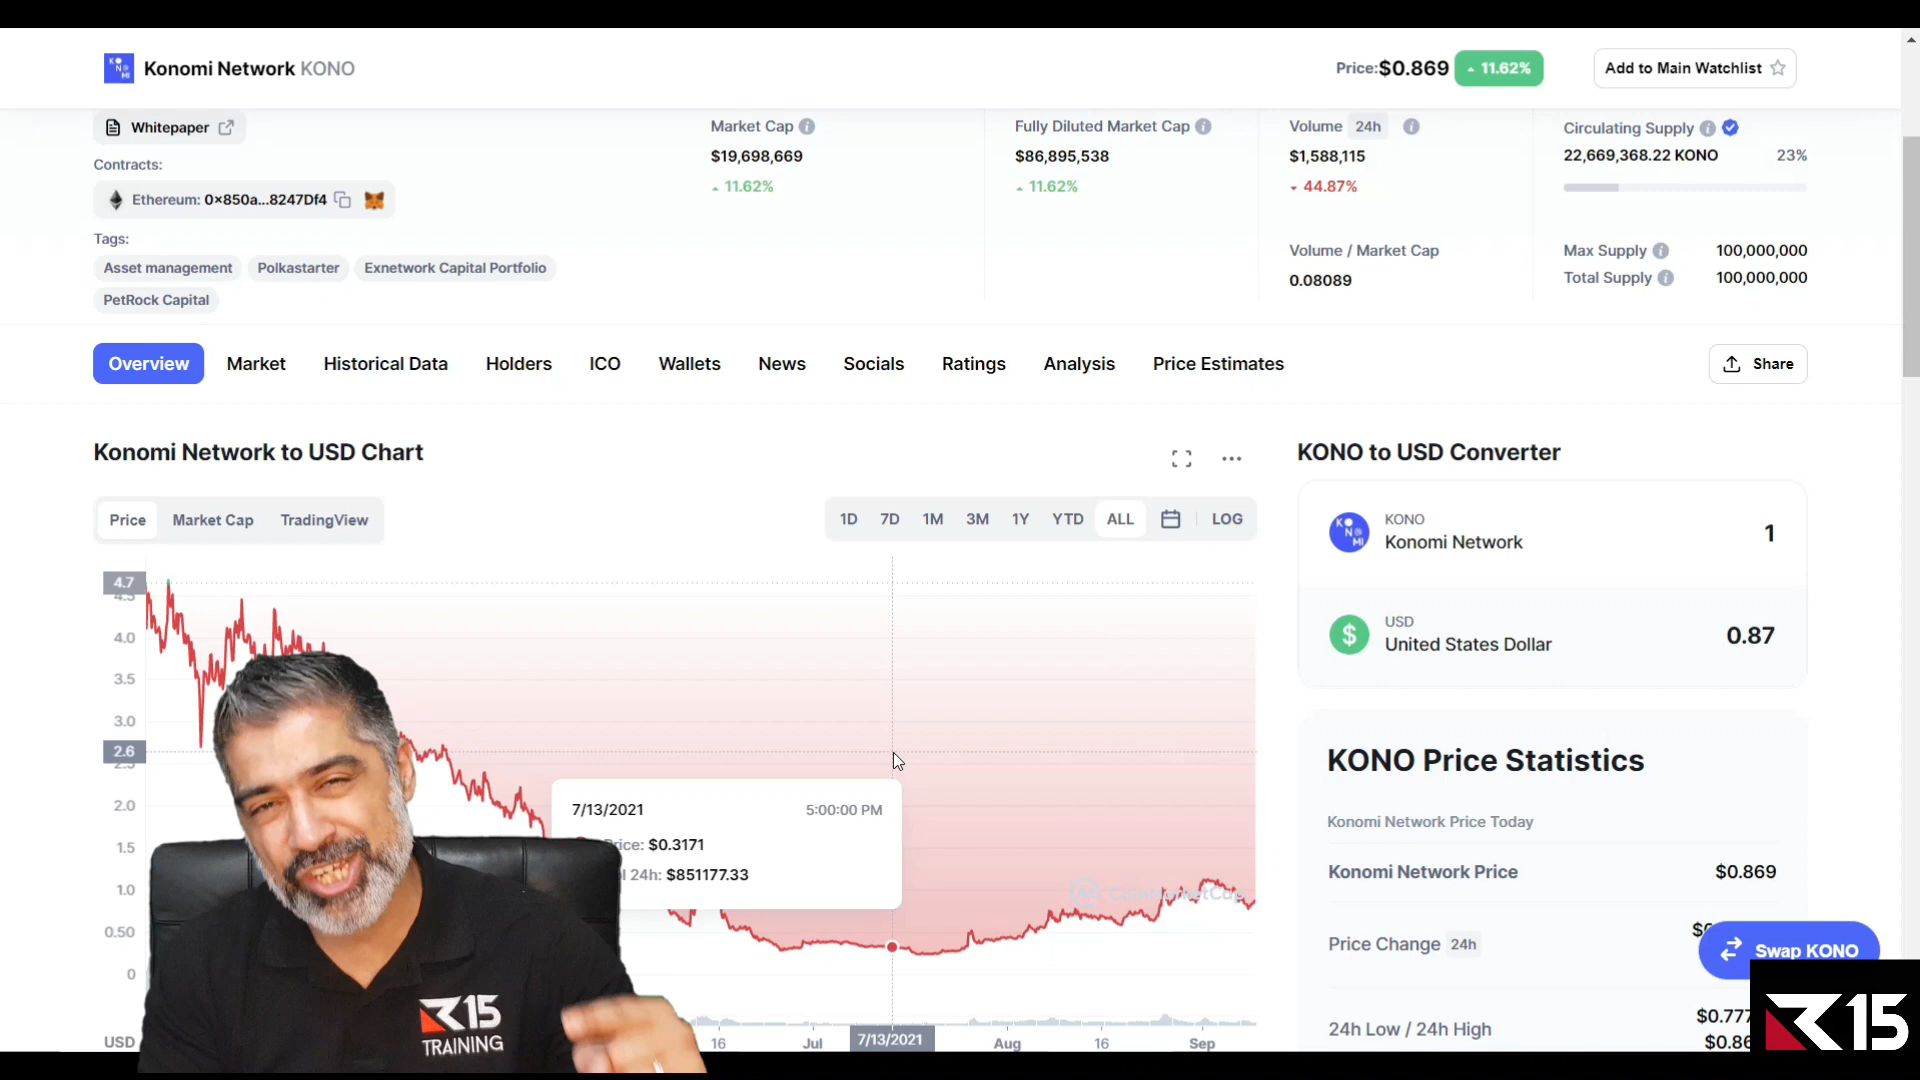 Konomi Network KONO
Price:$0.869
11.62%
Add to Main Watchlist
Whitepaper
Contracts:
Ethereum: 0×850a...8247Df4
Tags:
Asset management
Polkastarter
Exnetwork Capital Portfolio
PetRock Capital
Market Cap
$19,698,669
11.62%
Fully Diluted Market Cap
$86,895,538
11.62%
Volume 24h
$1,588,115
44.87%
Volume / Market Cap
0.08089
Circulating Supply
22,669,368.22 KONO 23%
Max Supply 100,000,000
Total Supply 100,000,000
Overview Market Historical Data Holders ICO Wallets News Socials Ratings Analysis Price Estimates
Share
Konomi Network to USD Chart
Price Market Cap TradingView
1D 7D 1M 3M 1Y YTD ALL LOG
4.7
4.0
3.5
3.0
2.6
2.0
1.5
1.0
0.50
0
USD
7/13/2021 5:00:00 PM
Price: $0.3171
24h: $851177.33
CoinMarketCap
16 Jul 7/13/2021 Aug 16 Sep
KONO to USD Converter
KONO
Konomi Network
1
USD
United States Dollar
0.87
KONO Price Statistics
Konomi Network Price Today
Konomi Network Price $0.869
Price Change 24h
Swap KONO
24h Low / 24h High
$0.777
R15
TRAINING
R15